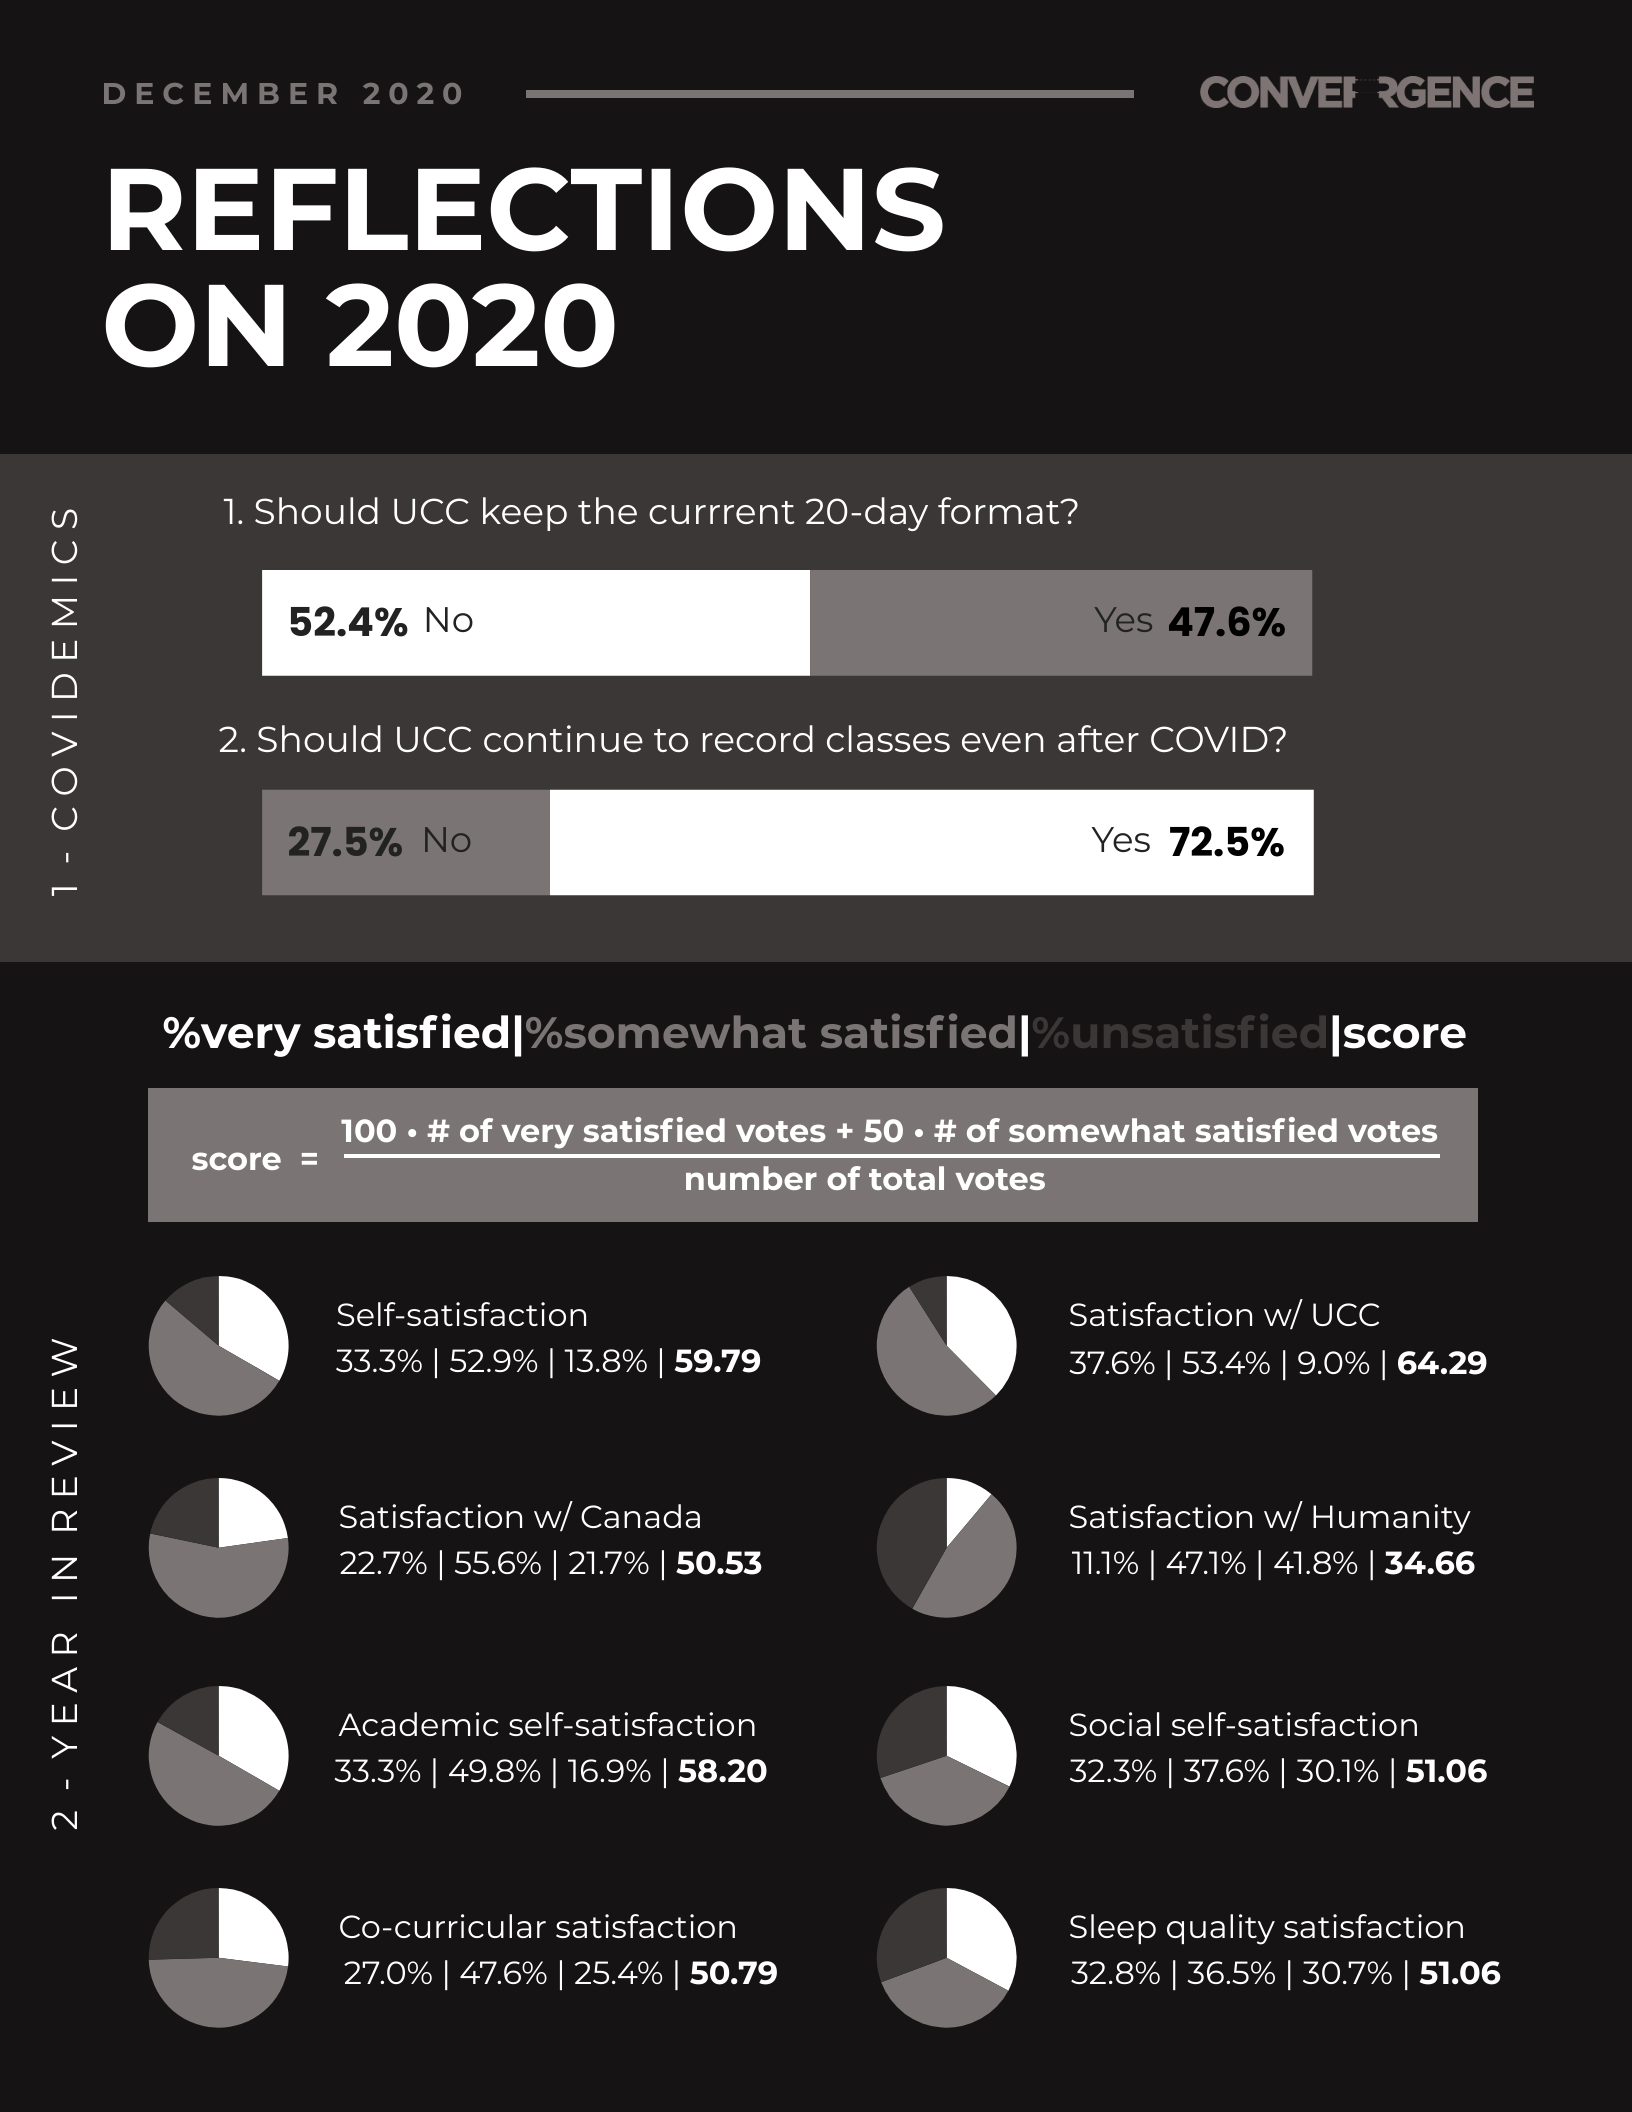 DECEMBER 2020
CONVERGENCE
REFLECTIONS
ON 2020
1 - COVIDEMICS
1. Should UCC keep the currrent 20-day format?
52.4% No Yes 47.6%
2. Should UCC continue to record classes even after COVID?
27.5% No Yes 72.5%
2 - YEAR IN REVIEW
%very satisfied|%somewhat satisfied|%unsatisfied|score
100 • # of very satisfied votes + 50 • # of somewhat satisfied votes
score =
number of total votes
Self-satisfaction
33.3% | 52.9% | 13.8% | 59.79
Satisfaction w/ UCC
37.6% | 53.4% | 9.0% | 64.29
Satisfaction w/ Canada
22.7% | 55.6% | 21.7% | 50.53
Satisfaction w/ Humanity
11.1% | 47.1% | 41.8% | 34.66
Academic self-satisfaction
33.3% | 49.8% | 16.9% | 58.20
Social self-satisfaction
32.3% | 37.6% | 30.1% | 51.06
Co-curricular satisfaction
27.0% | 47.6% | 25.4% | 50.79
Sleep quality satisfaction
32.8% | 36.5% | 30.7% | 51.06